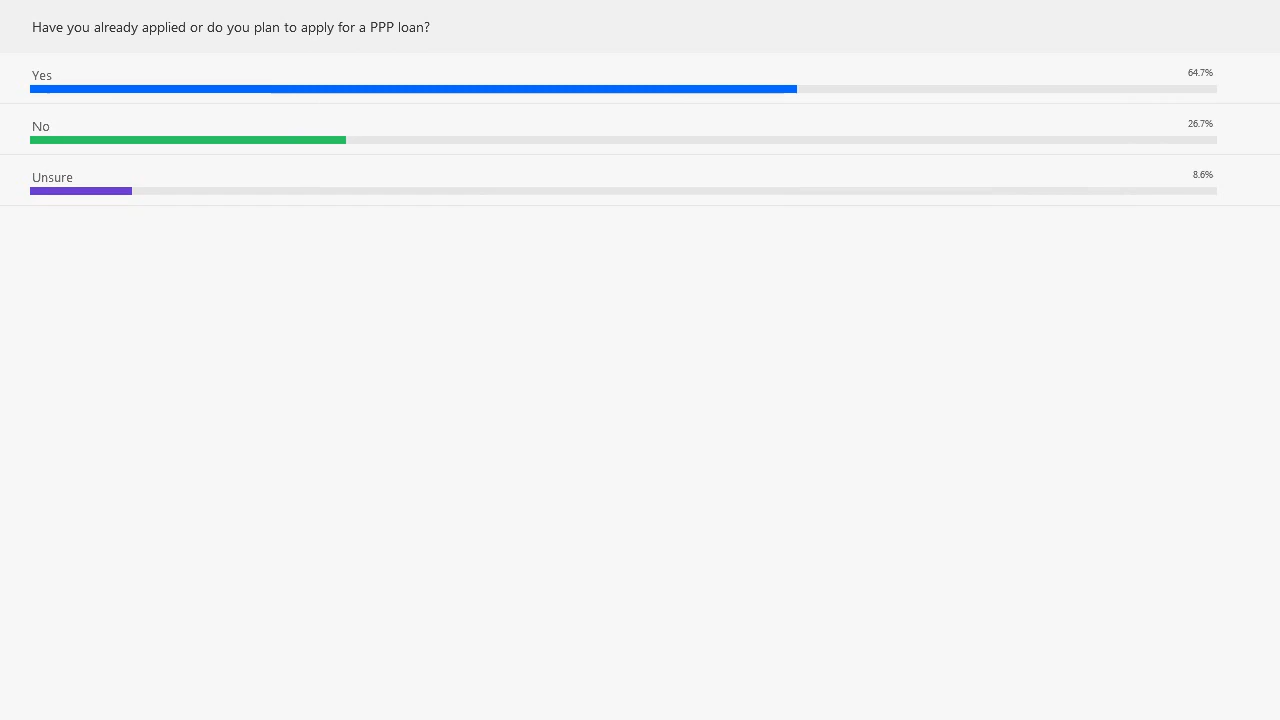 Have you already applied or do you plan to apply for a PPP loan?
Yes 64.7%
No 26.7%
Unsure 8.6%